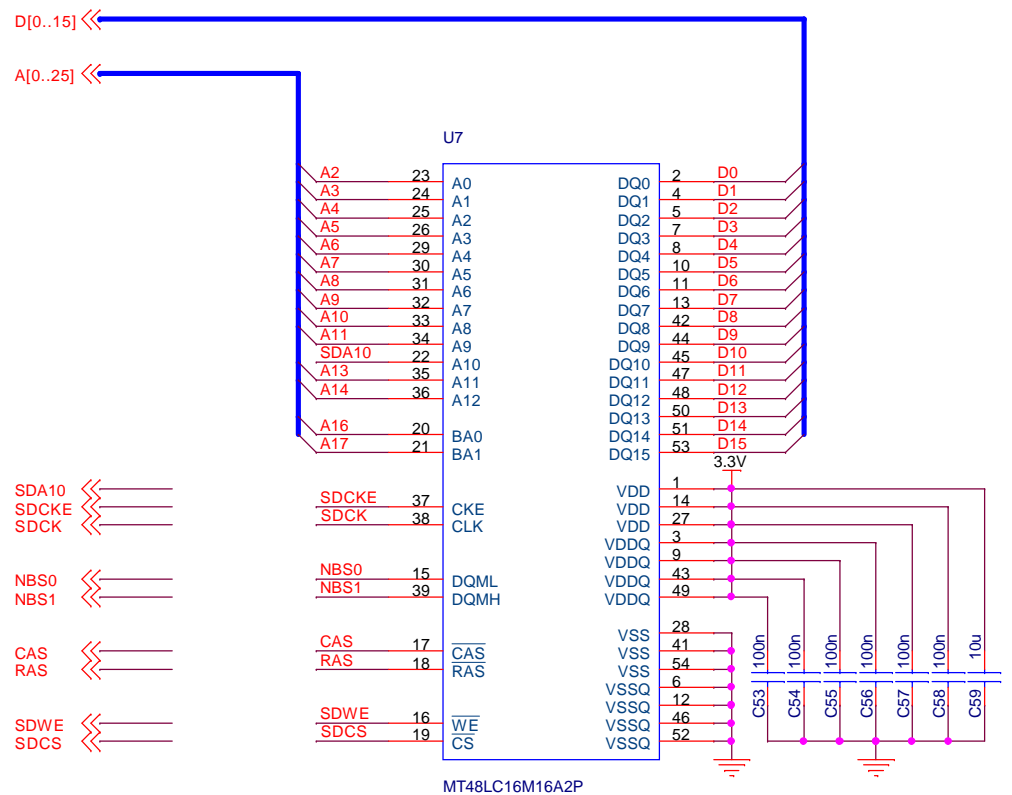 D[0..15]
A[0..25]
U7
A2 23 A0 DQ0 2 D0
A3 24 A1 DQ1 4 D1
A4 25 A2 DQ2 5 D2
A5 26 A3 DQ3 7 D3
A6 29 A4 DQ4 8 D4
A7 30 A5 DQ5 10 D5
A8 31 A6 DQ6 11 D6
A9 32 A7 DQ7 13 D7
A10 33 A8 DQ8 42 D8
A11 34 A9 DQ9 44 D9
SDA10 22 A10 DQ10 45 D10
A13 35 A11 DQ11 47 D11
A14 36 A12 DQ12 48 D12
DQ13 50 D13
A16 20 BA0 DQ14 51 D14
A17 21 BA1 DQ15 53 D15
3.3V
SDA10 VDD 1
SDCKE SDCKE 37 CKE VDD 14
SDCK SDCK 38 CLK VDD 27
VDDQ 3
VDDQ 9
NBS0 NBS0 15 DQML VDDQ 43
NBS1 NBS1 39 DQMH VDDQ 49
VSS 28
CAS CAS 17 CAS VSS 41
RAS RAS 18 RAS VSS 54
VSSQ 6
VSSQ 12
SDWE SDWE 16 WE VSSQ 46
SDCS SDCS 19 CS VSSQ 52
C53 100n
C54 100n
C55 100n
C56 100n
C57 100n
C58 100n
C59 10u
MT48LC16M16A2P